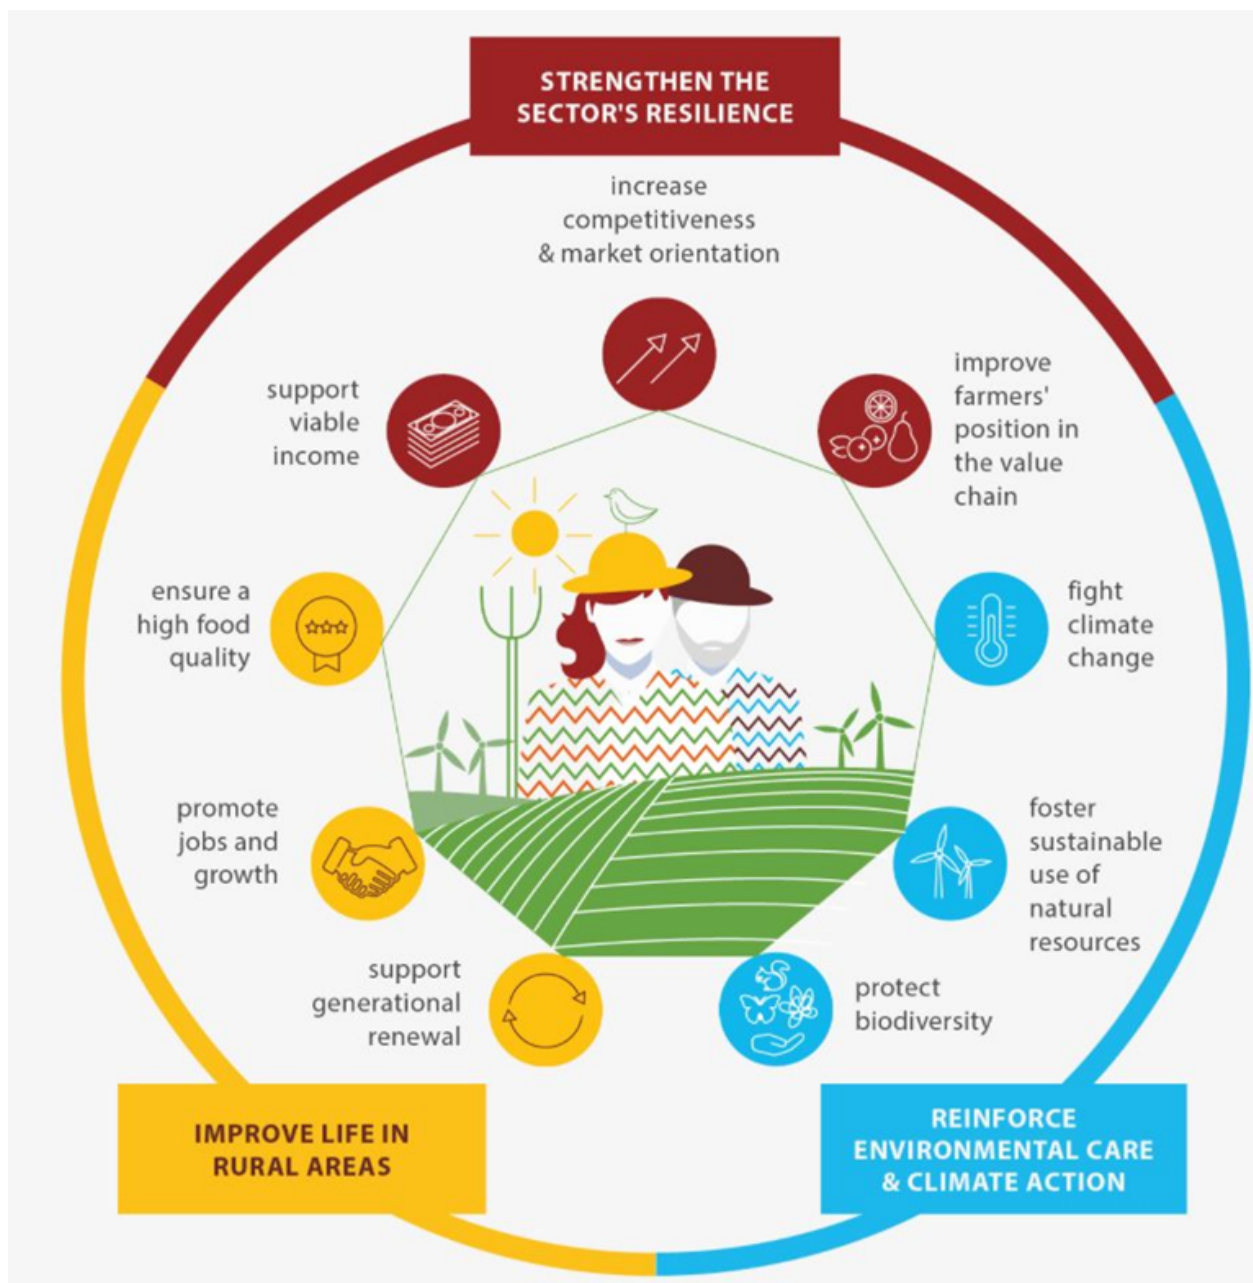 STRENGTHEN THE
SECTOR'S RESILIENCE
increase
competitiveness
& market orientation
support
viable
income
improve
farmers'
position in
the value
chain
ensure a
high food
quality
fight
climate
change
promote
jobs and
growth
foster
sustainable
use of
natural
resources
support
generational
renewal
protect
biodiversity
IMPROVE LIFE IN
RURAL AREAS
REINFORCE
ENVIRONMENTAL CARE
& CLIMATE ACTION